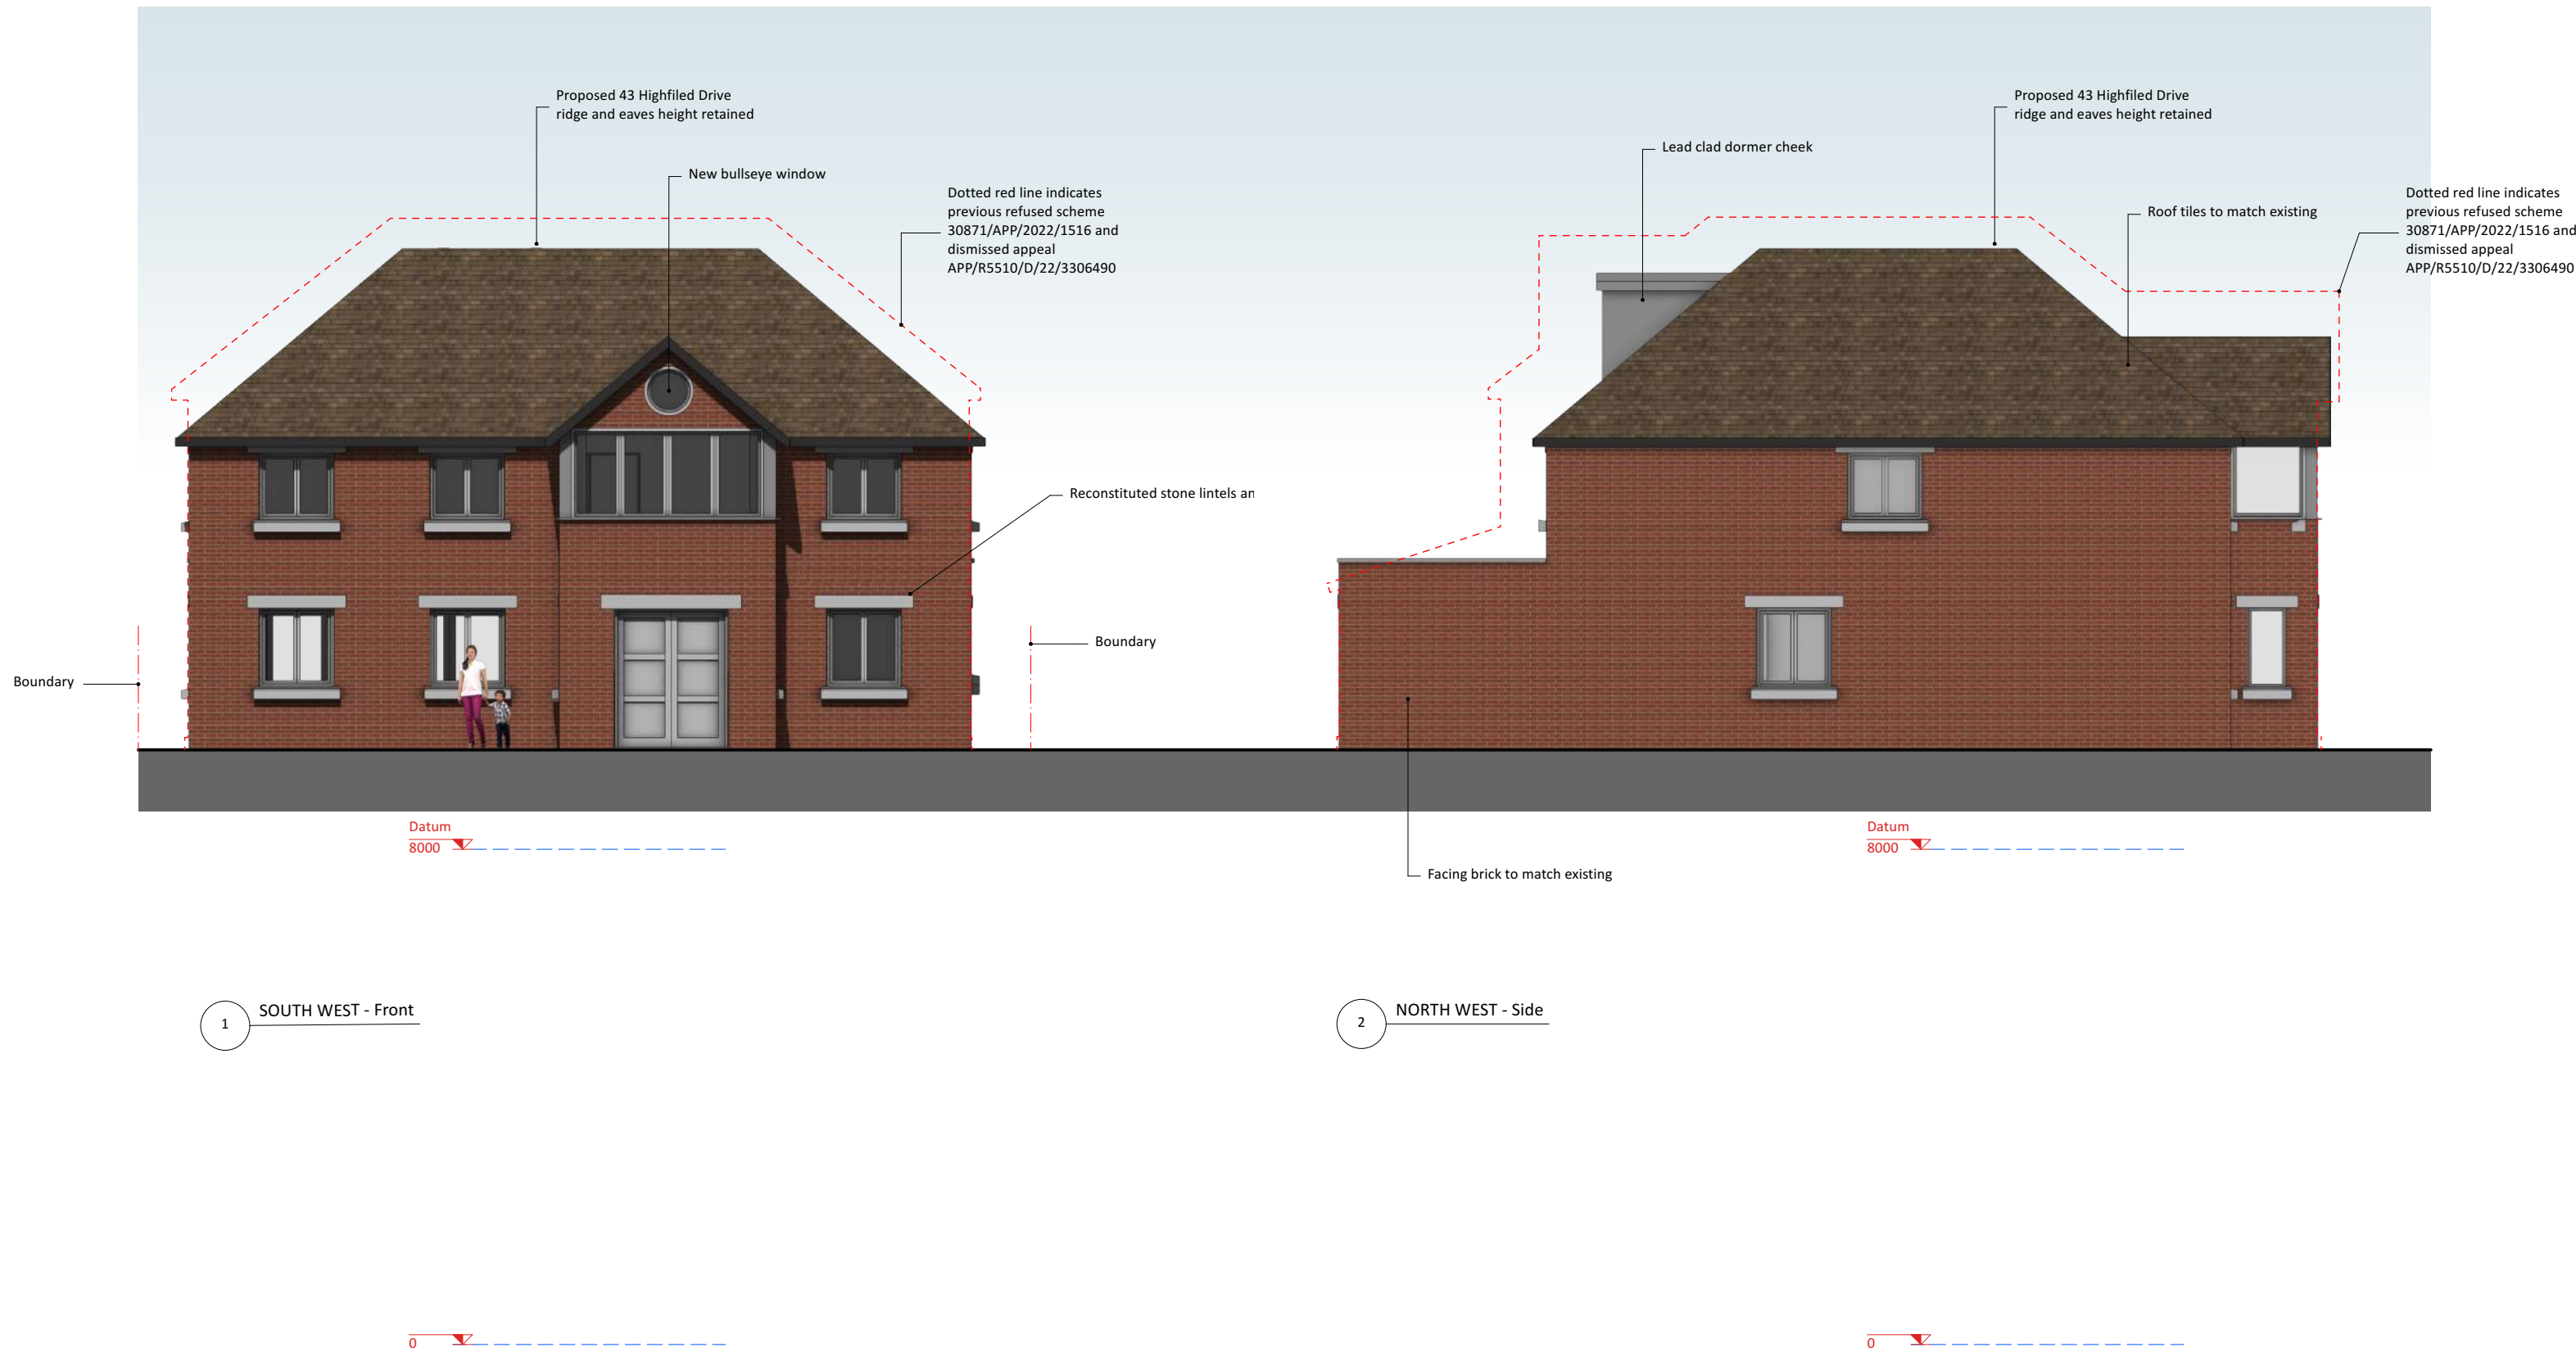 Proposed 43 Highfiled Drive
ridge and eaves height retained
New bullseye window
Dotted red line indicates
previous refused scheme
30871/APP/2022/1516 and
dismissed appeal
APP/R5510/D/22/3306490
Reconstituted stone lintels an
Boundary
Boundary
Proposed 43 Highfiled Drive
ridge and eaves height retained
Lead clad dormer cheek
Roof tiles to match existing
Dotted red line indicates
previous refused scheme
30871/APP/2022/1516 and
dismissed appeal
APP/R5510/D/22/3306490
Datum
8000
Datum
8000
Facing brick to match existing
1
SOUTH WEST - Front
2
NORTH WEST - Side
0
0